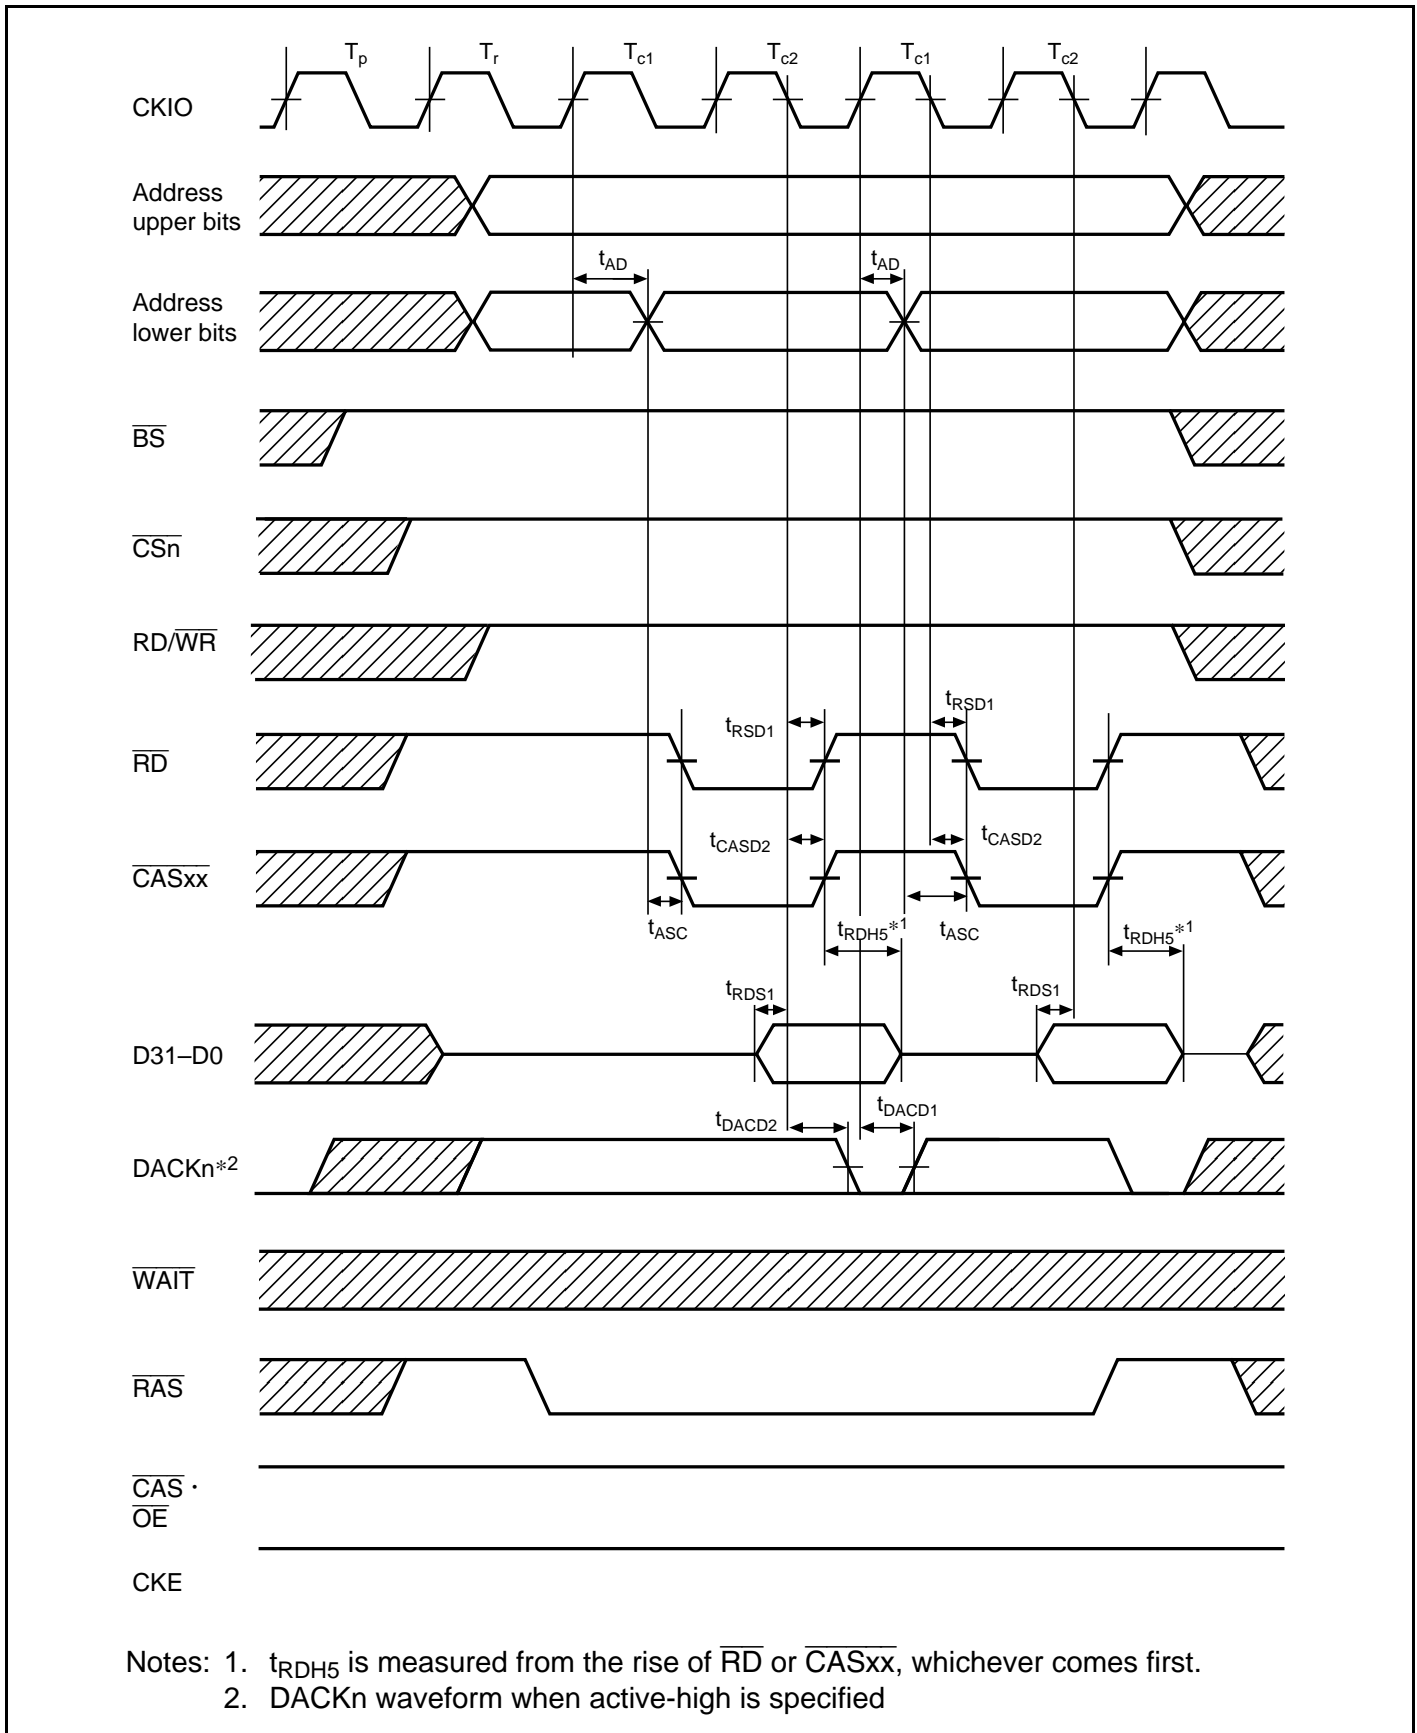 Tp Tr Tc1 Tc2 Tc1 Tc2
CKIO
Address
upper bits
tAD tAD
Address
lower bits
BS
CSn
RD/WR
tRSD1 tRSD1
RD
tCASD2 tCASD2
CASxx
tASC tRDH5*1 tASC tRDH5*1
tRDS1 tRDS1
D31–D0
tDACD2 tDACD1
DACKn*2
WAIT
RAS
CAS ·
OE
CKE
Notes: 1. tRDH5 is measured from the rise of RD or CASxx, whichever comes first.
2. DACKn waveform when active-high is specified